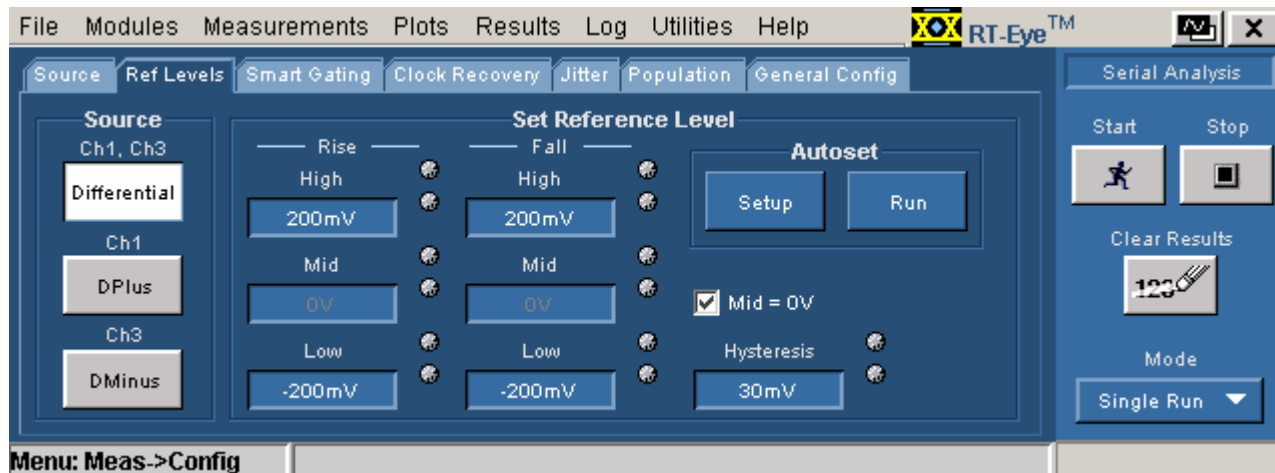 File Modules Measurements Plots Results Log Utilities Help RT-Eye™
Source Ref Levels Smart Gating Clock Recovery Jitter Population General Config
Serial Analysis
Source
Ch1, Ch3
Differential
Ch1
DPlus
Ch3
DMinus
Set Reference Level
Rise
High
200mV
Mid
0V
Low
-200mV
Fall
High
200mV
Mid
0V
Low
-200mV
Autoset
Setup Run
Mid = 0V
Hysteresis
30mV
Start Stop
Clear Results
123
Mode
Single Run
Menu: Meas->Config